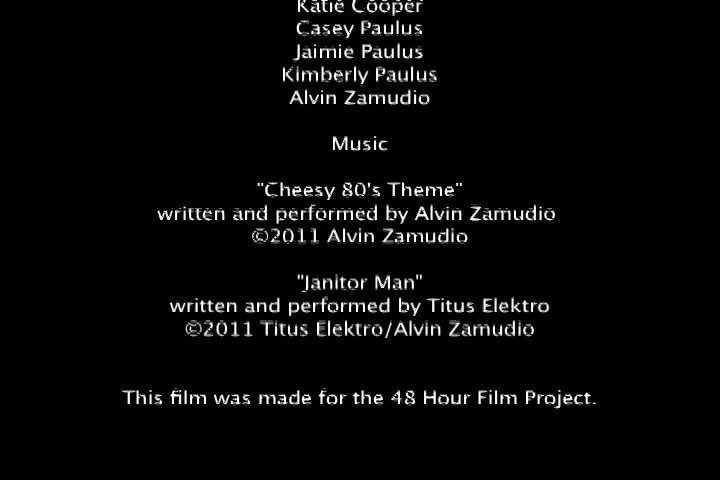 Katie Cooper
Casey Paulus
Jaimie Paulus
Kimberly Paulus
Alvin Zamudio
Music
"Cheesy 80's Theme"
written and performed by Alvin Zamudio
©2011 Alvin Zamudio
"Janitor Man"
written and performed by Titus Elektro
©2011 Titus Elektro/Alvin Zamudio
This film was made for the 48 Hour Film Project.